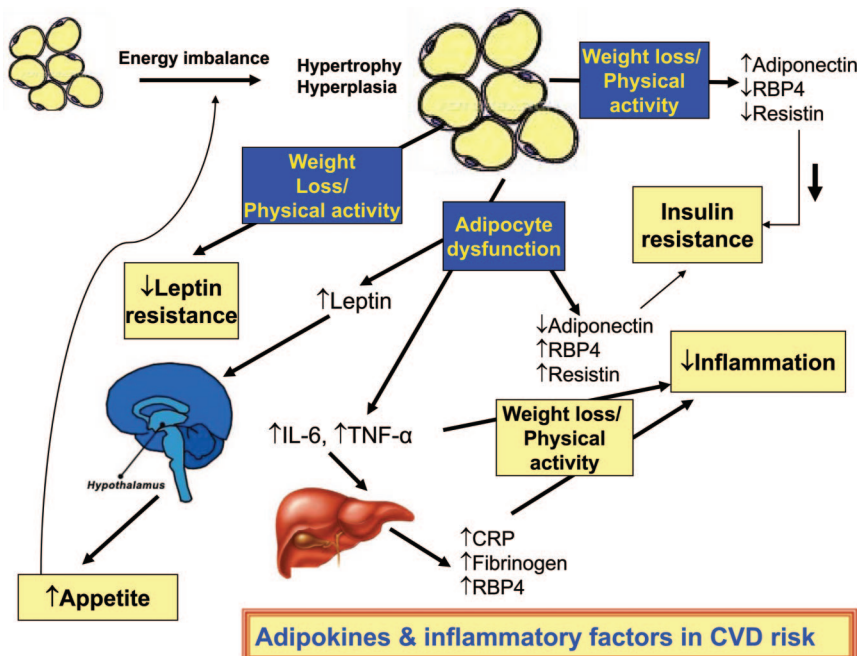 Energy imbalance
Hypertrophy
Hyperplasia
Weight loss/
Physical
activity
↑Adiponectin
↓RBP4
↓Resistin
Weight
Loss/
Physical activity
Adipocyte
dysfunction
Insulin
resistance
↓Leptin
resistance
↑Leptin
↓Adiponectin
↑RBP4
↑Resistin
↓Inflammation
↑IL-6, ↑TNF-α
Weight loss/
Physical
activity
Hypothalamus
↑CRP
↑Fibrinogen
↑RBP4
↑Appetite
Adipokines & inflammatory factors in CVD risk